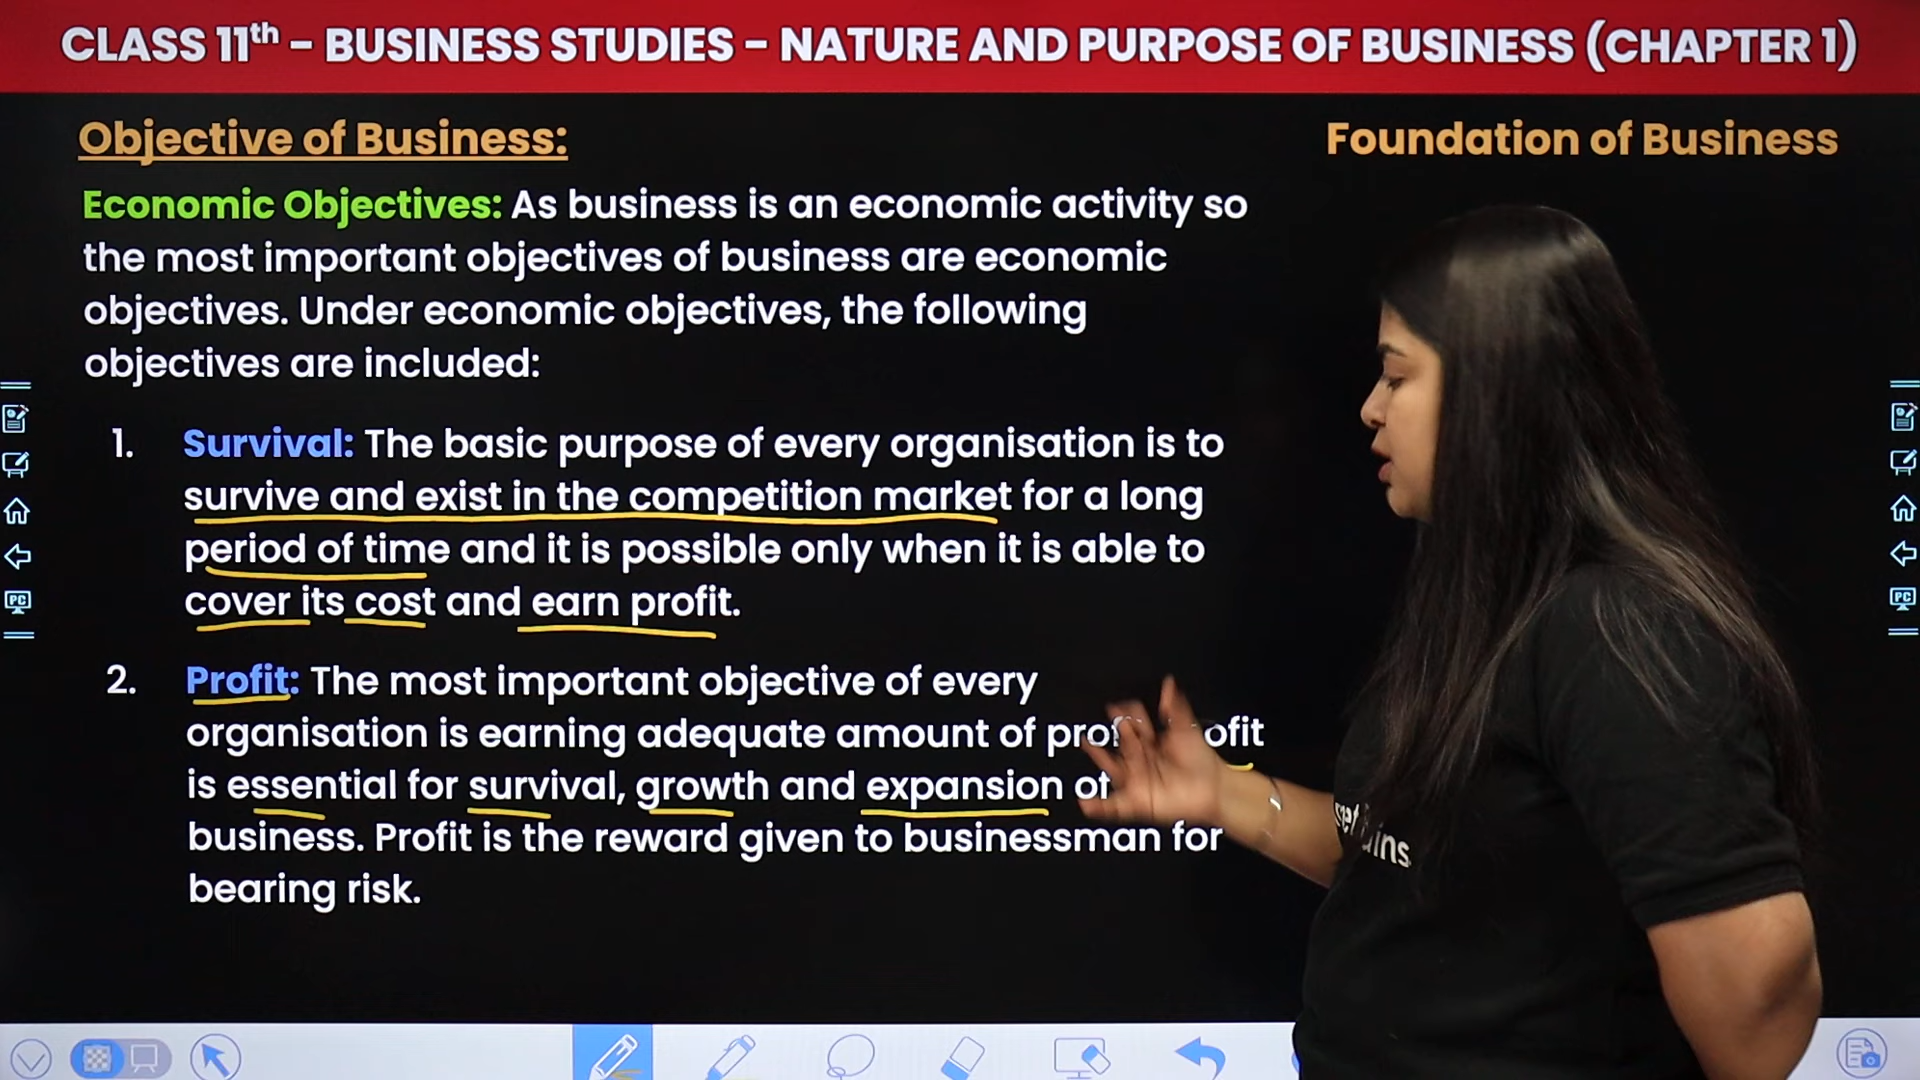 CLASS 11th - BUSINESS STUDIES - NATURE AND PURPOSE OF BUSINESS (CHAPTER 1)
Objective of Business:
Foundation of Business
Economic Objectives: As business is an economic activity so
the most important objectives of business are economic
objectives. Under economic objectives, the following
objectives are included:
1. Survival: The basic purpose of every organisation is to
survive and exist in the competition market for a long
period of time and it is possible only when it is able to
cover its cost and earn profit.
2. Profit: The most important objective of every
organisation is earning adequate amount of
is essential for survival, growth and expansion of
business. Profit is the reward given to businessman for
bearing risk.
PC
PC